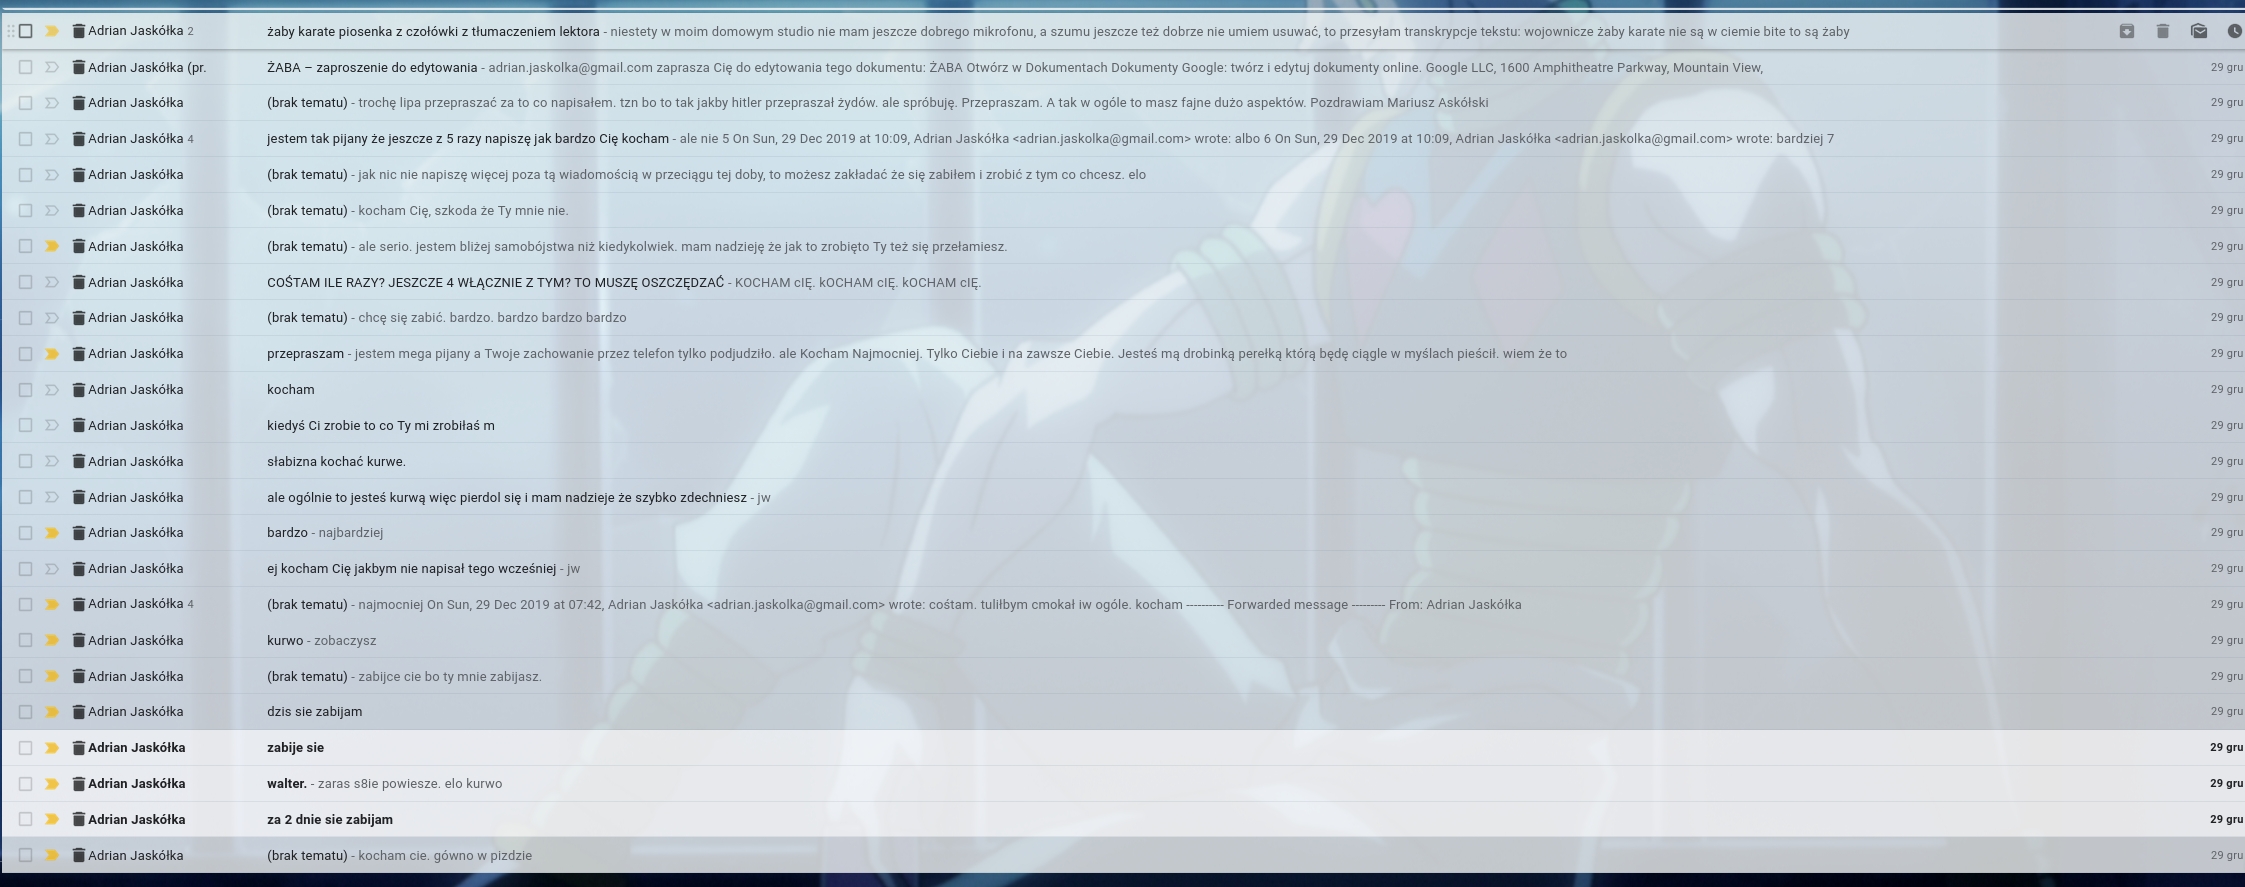 Adrian Jaskółka 2 żaby karate piosenka z czołówki z tłumaczeniem lektora - niestety w moim domowym studio nie mam jeszcze dobrego mikrofonu, a szumu jeszcze też dobrze nie umiem usuwać, to przesyłam transkrypcje tekstu: wojownicze żaby karate nie są w ciemie bite to są żaby
Adrian Jaskółka (pr. ŻABA – zaproszenie do edytowania - adrian.jaskolka@gmail.com zaprasza Cię do edytowania tego dokumentu: ŻABA Otwórz w Dokumentach Dokumenty Google: twórz i edytuj dokumenty online. Google LLC, 1600 Amphitheatre Parkway, Mountain View, 29 gru
Adrian Jaskółka (brak tematu) - trochę lipa przepraszać za to co napisałem. tzn bo to tak jakby hitler przepraszał żydów. ale spróbuję. Przepraszam. A tak w ogóle to masz fajne dużo aspektów. Pozdrawiam Mariusz Askólski 29 gru
Adrian Jaskółka 4 jestem tak pijany że jeszcze z 5 razy napiszę jak bardzo Cię kocham - ale nie 5 On Sun, 29 Dec 2019 at 10:09, Adrian Jaskółka <adrian.jaskolka@gmail.com> wrote: albo 6 On Sun, 29 Dec 2019 at 10:09, Adrian Jaskółka <adrian.jaskolka@gmail.com> wrote: bardziej 7 29 gru
Adrian Jaskółka (brak tematu) - jak nic nie napiszę więcej poza tą wiadomością w przeciągu tej doby, to możesz zakładać że się zabiłem i zrobić z tym co chcesz. elo 29 gru
Adrian Jaskółka (brak tematu) - kocham Cię, szkoda że Ty mnie nie. 29 gru
Adrian Jaskółka (brak tematu) - ale serio. jestem bliżej samobójstwa niż kiedykolwiek. mam nadzieję że jak to zrobięto Ty też się przełamiesz. 29 gru
Adrian Jaskółka COŚTAM ILE RAZY? JESZCZE 4 WŁĄCZNIE Z TYM? TO MUSZĘ OSZCZĘDZAĆ - KOCHAM cIĘ. kOCHAM cIĘ. kOCHAM cIĘ. 29 gru
Adrian Jaskółka (brak tematu) - chcę się zabić. bardzo. bardzo bardzo bardzo 29 gru
Adrian Jaskółka przepraszam - jestem mega pijany a Twoje zachowanie przez telefon tylko podjudziło. ale Kocham Najmocniej. Tylko Ciebie i na zawsze Ciebie. Jesteś mą drobinką perełką którą będę ciągle w myślach pieścił. wiem że to 29 gru
Adrian Jaskółka kocham 29 gru
Adrian Jaskółka kiedyś Ci zrobie to co Ty mi zrobiłaś m 29 gru
Adrian Jaskółka słabizna kochać kurwe. 29 gru
Adrian Jaskółka ale ogólnie to jesteś kurwą więc pierdol się i mam nadzieje że szybko zdechniesz - jw 29 gru
Adrian Jaskółka bardzo - najbardziej 29 gru
Adrian Jaskółka ej kocham Cię jakbym nie napisał tego wcześniej - jw 29 gru
Adrian Jaskółka 4 (brak tematu) - najmocniej On Sun, 29 Dec 2019 at 07:42, Adrian Jaskółka <adrian.jaskolka@gmail.com> wrote: cośtam. tuliłbym cmokał iw ogóle. kocham ---------- Forwarded message --------- From: Adrian Jaskółka 29 gru
Adrian Jaskółka kurwo - zobaczysz 29 gru
Adrian Jaskółka (brak tematu) - zabijce cie bo ty mnie zabijasz. 29 gru
Adrian Jaskółka dzis sie zabijam 29 gru
Adrian Jaskółka zabije sie 29 gru
Adrian Jaskółka walter. - zaras s8ie powiesze. elo kurwo 29 gru
Adrian Jaskółka za 2 dnie sie zabijam 29 gru
Adrian Jaskółka (brak tematu) - kocham cie. gówno w pizdzie 29 gru